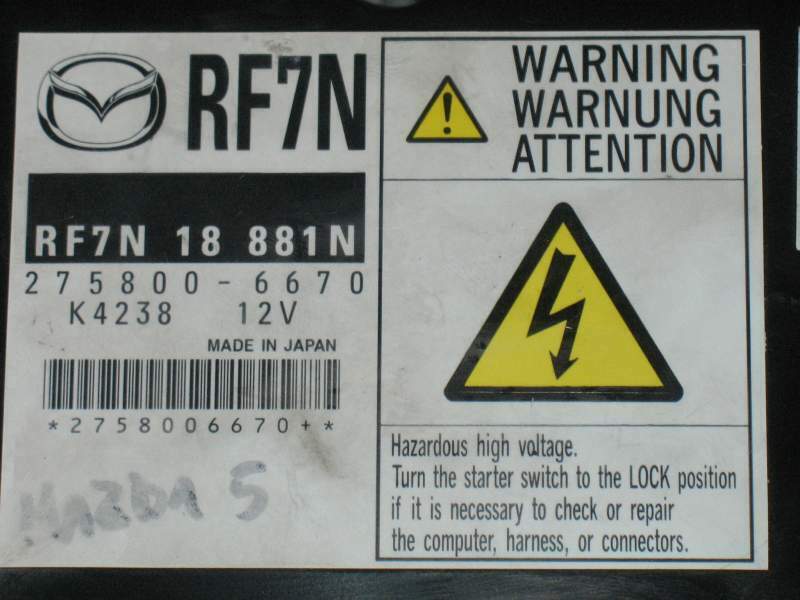 RF7N
RF7N 18 881N
275800-6670
K4238 12V
MADE IN JAPAN
*2758006670+*
Mazda 5
WARNING
WARNUNG
ATTENTION
Hazardous high voltage.
Turn the starter switch to the LOCK position
if it is necessary to check or repair
the computer, harness, or connectors.